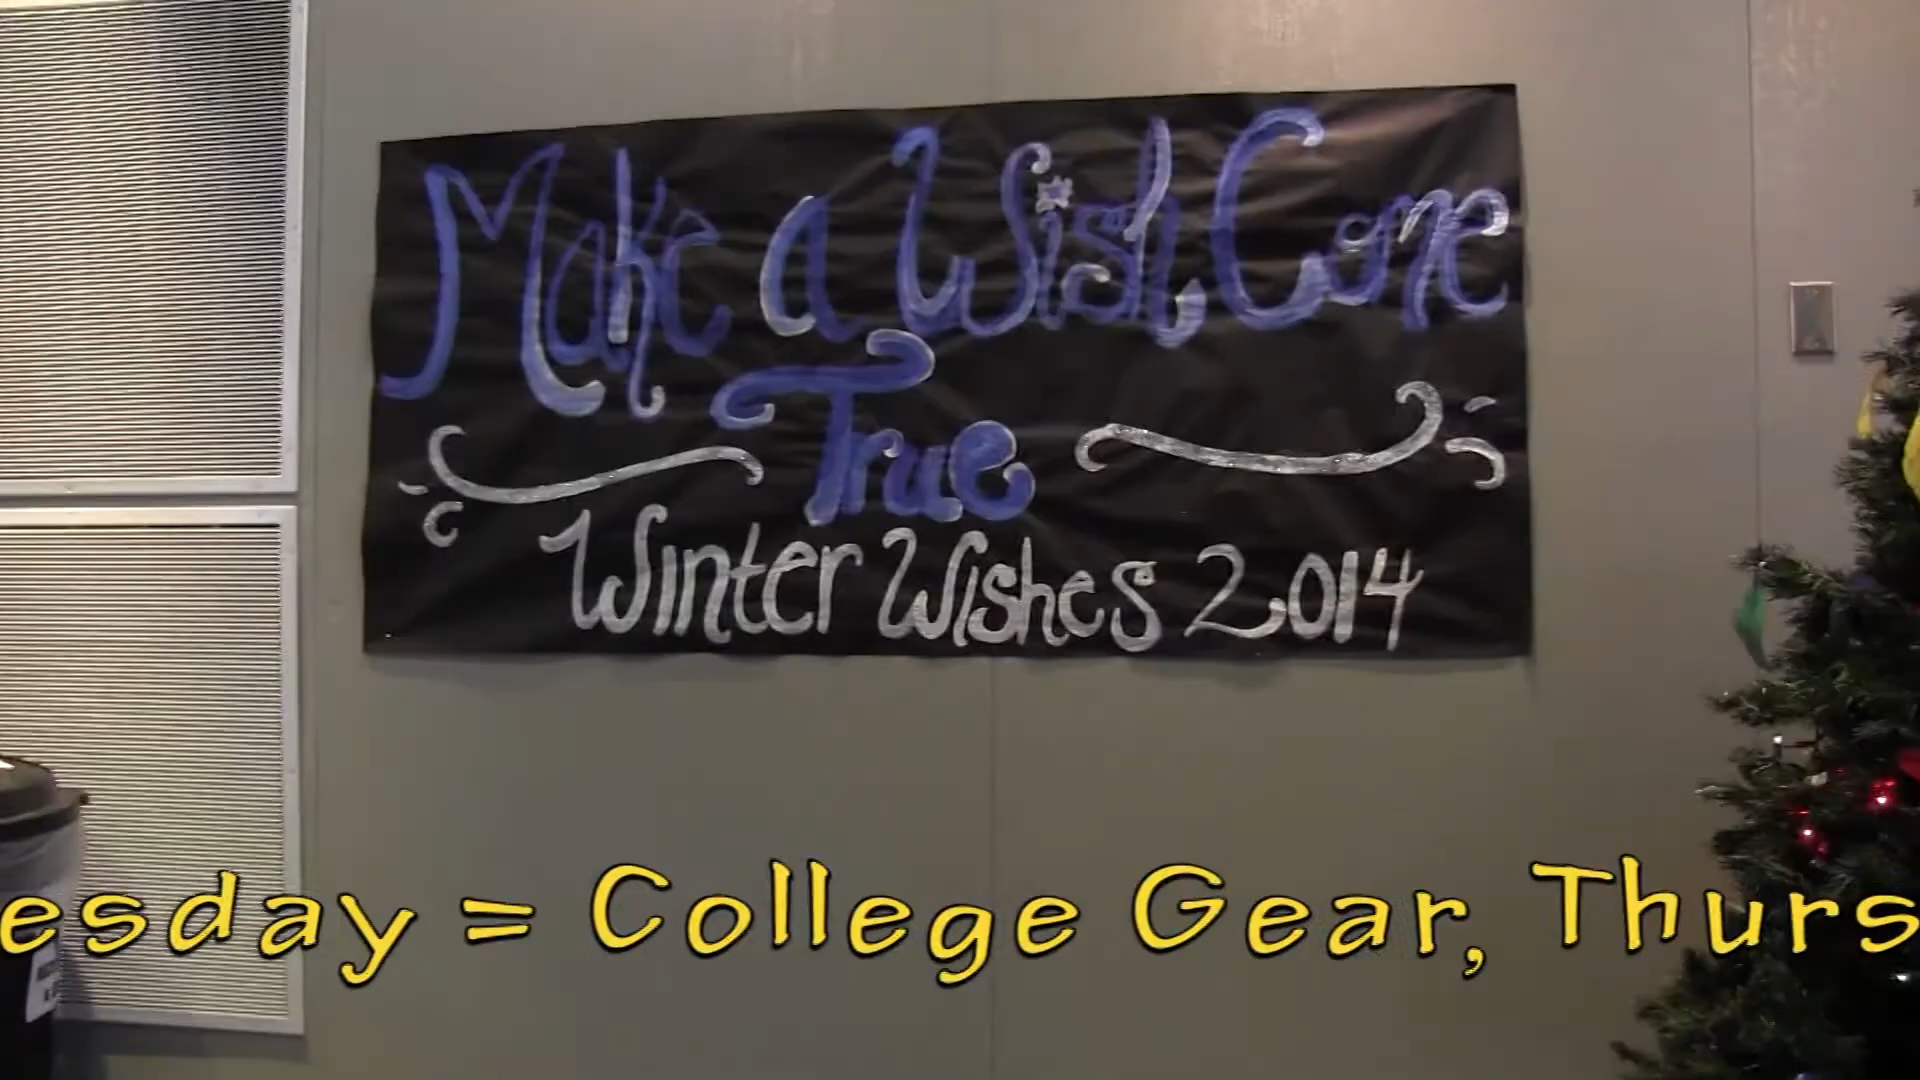 Make a Wish Come
True
Winter Wishes 2014
esday = College Gear, Thurs